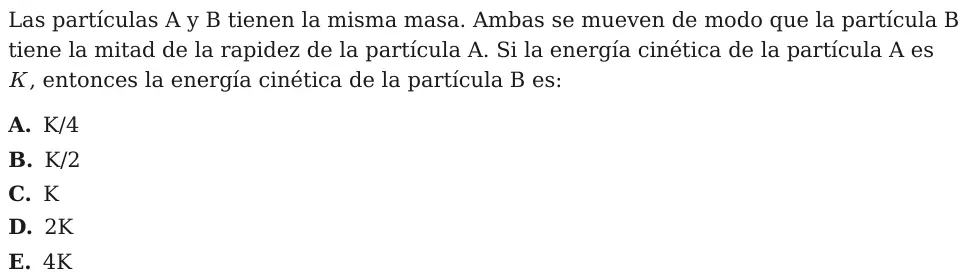 Las partículas A y B tienen la misma masa. Ambas se mueven de modo que la partícula B
tiene la mitad de la rapidez de la partícula A. Si la energía cinética de la partícula A es
K, entonces la energía cinética de la partícula B es:
A. K/4
B. K/2
C. K
D. 2K
E. 4K